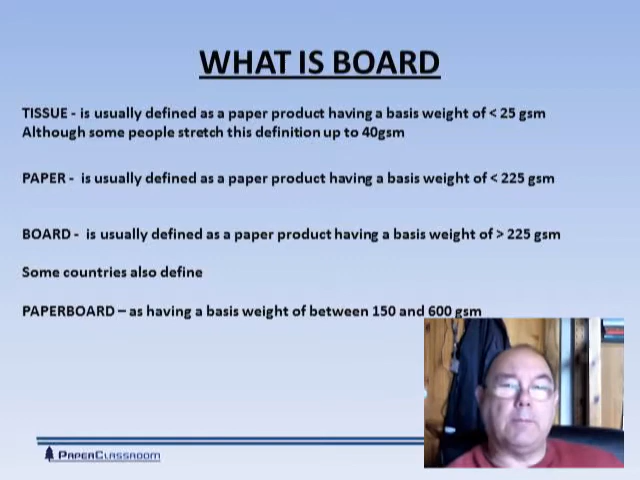 WHAT IS BOARD
TISSUE - is usually defined as a paper product having a basis weight of < 25 gsm
Although some people stretch this definition up to 40gsm
PAPER - is usually defined as a paper product having a basis weight of < 225 gsm
BOARD - is usually defined as a paper product having a basis weight of > 225 gsm
Some countries also define
PAPERBOARD – as having a basis weight of between 150 and 600 gsm
PAPERCLASSROOM